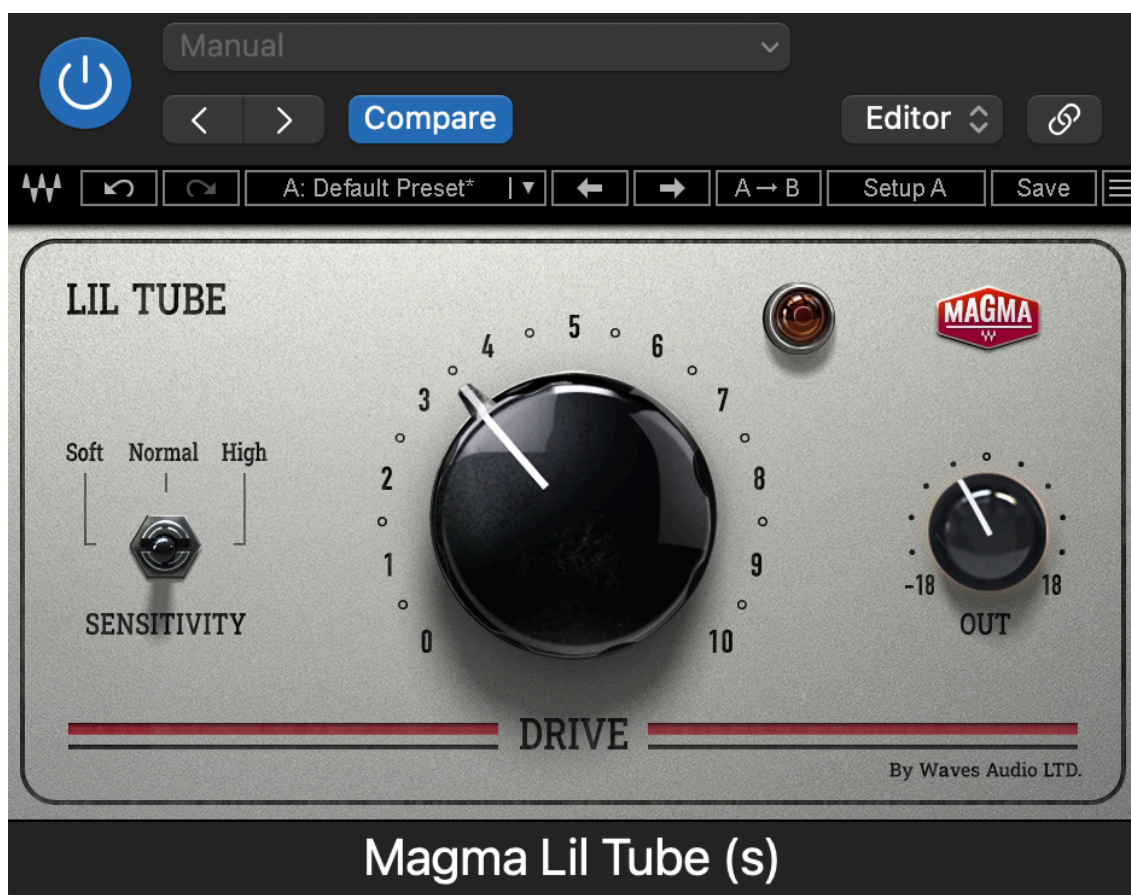 Manual
Compare
Editor
A: Default Preset*
A → B
Setup A
Save
LIL TUBE
MAGMA
5
4 6
3 7
Soft Normal High
2 8
1 9
-18 18
SENSITIVITY
OUT
0 10
DRIVE
By Waves Audio LTD.
Magma Lil Tube (s)